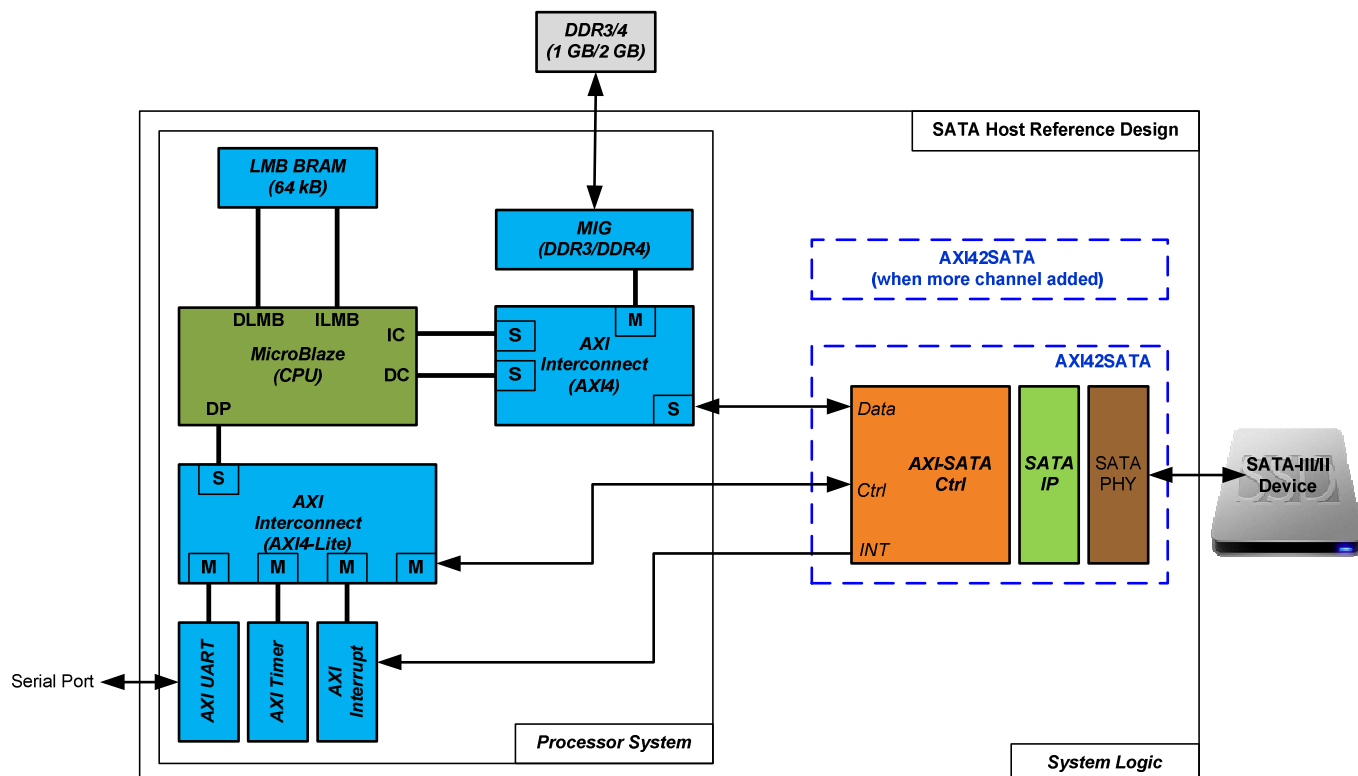 DDR3/4
(1 GB/2 GB)
SATA Host Reference Design
LMB BRAM
(64 kB)
MIG
(DDR3/DDR4)
AXI42SATA
(when more channel added)
DLMB
ILMB
IC
MicroBlaze
(CPU)
DC
DP
S
S
M
AXI
Interconnect
(AXI4)
S
AXI42SATA
Data
Ctrl
INT
AXI-SATA
Ctrl
SATA
IP
SATA
PHY
SATA-III/II
Device
SSD
S
AXI
Interconnect
(AXI4-Lite)
M
M
M
M
AXI UART
AXI Timer
AXI
Interrupt
Serial Port
Processor System
System Logic